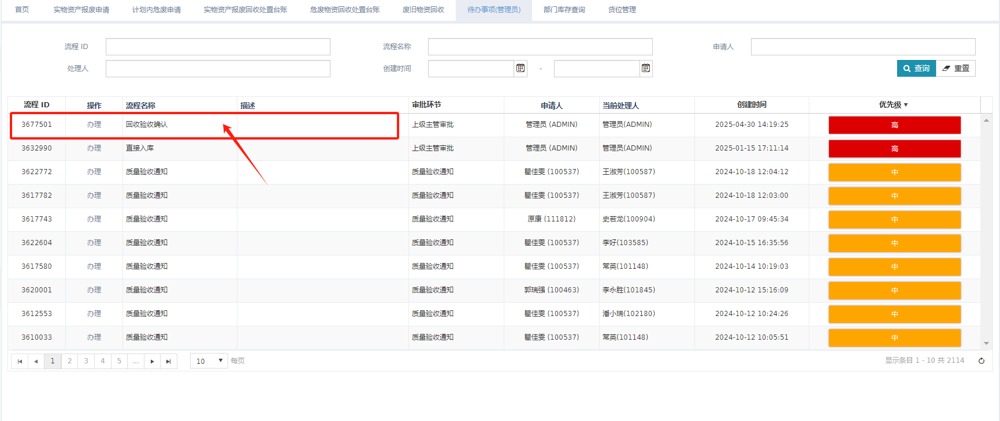 首页 实物资产报废申请 计划内危废申请 实物资产报废回收处置台账 危废物资回收处置台账 废旧物资回收 待办事项(管理员) 部门库存查询 货位管理
流程 ID 流程名称 申请人
处理人 创建时间 - 查询 重置
流程 ID 操作 流程名称 描述 审批环节 申请人 当前处理人 创建时间 优先级
3677501 办理 回收验收确认 上级主管审批 管理员 (ADMIN) 管理员(ADMIN) 2025-04-30 14:19:25 高
3632990 办理 直接入库 上级主管审批 管理员 (ADMIN) 管理员(ADMIN) 2025-01-15 17:11:14 高
3622772 办理 质量验收通知 质量验收通知 瞿佳雯 (100537) 王淑芳(100587) 2024-10-18 12:04:12 中
3617782 办理 质量验收通知 质量验收通知 瞿佳雯 (100537) 王淑芳(100587) 2024-10-18 12:03:00 中
3617743 办理 质量验收通知 质量验收通知 原康 (111812) 史若龙(100904) 2024-10-17 09:45:34 中
3622604 办理 质量验收通知 质量验收通知 瞿佳雯 (100537) 李好(103585) 2024-10-15 16:35:56 中
3617580 办理 质量验收通知 质量验收通知 瞿佳雯 (100537) 常英(101148) 2024-10-14 10:19:03 中
3620001 办理 质量验收通知 质量验收通知 郭瑞强 (100463) 李永胜(101845) 2024-10-12 15:16:09 中
3612553 办理 质量验收通知 质量验收通知 瞿佳雯 (100537) 潘小瑞(102180) 2024-10-12 10:24:26 中
3610033 办理 质量验收通知 质量验收通知 瞿佳雯 (100537) 常英(101148) 2024-10-12 10:05:51 中
1 2 3 4 5 ... 10 每页 显示条目 1 - 10 共 2114